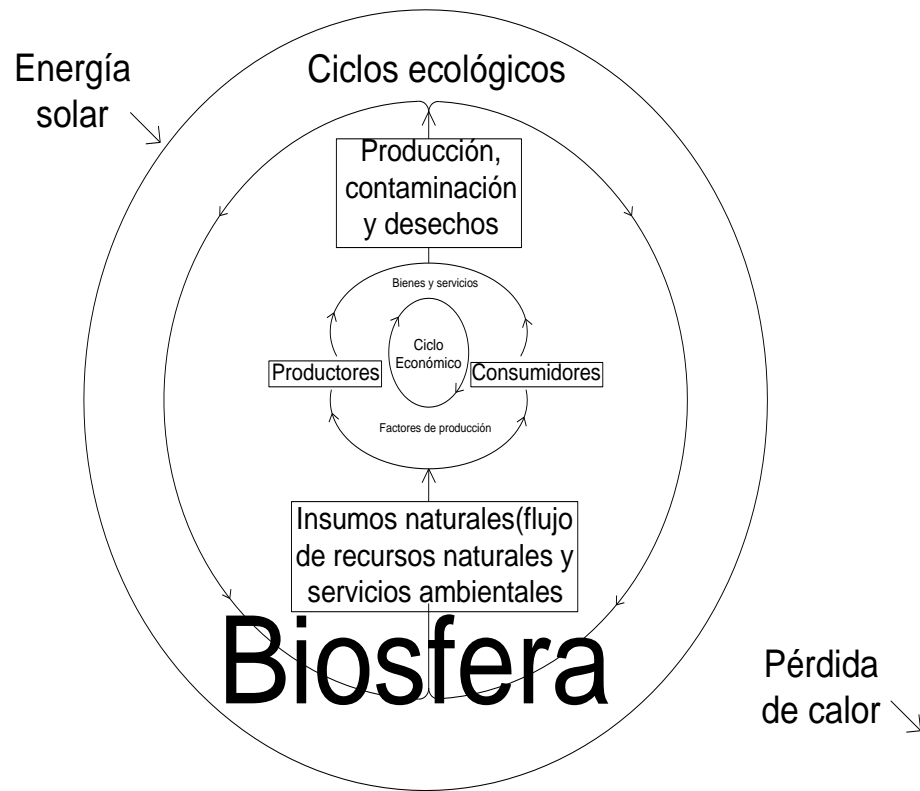 Energía
solar
Ciclos ecológicos
Producción,
contaminación
y desechos
Bienes y servicios
Ciclo
Económico
Productores
Consumidores
Factores de producción
Insumos naturales(flujo
de recursos naturales y
servicios ambientales
Biosfera
Pérdida
de calor